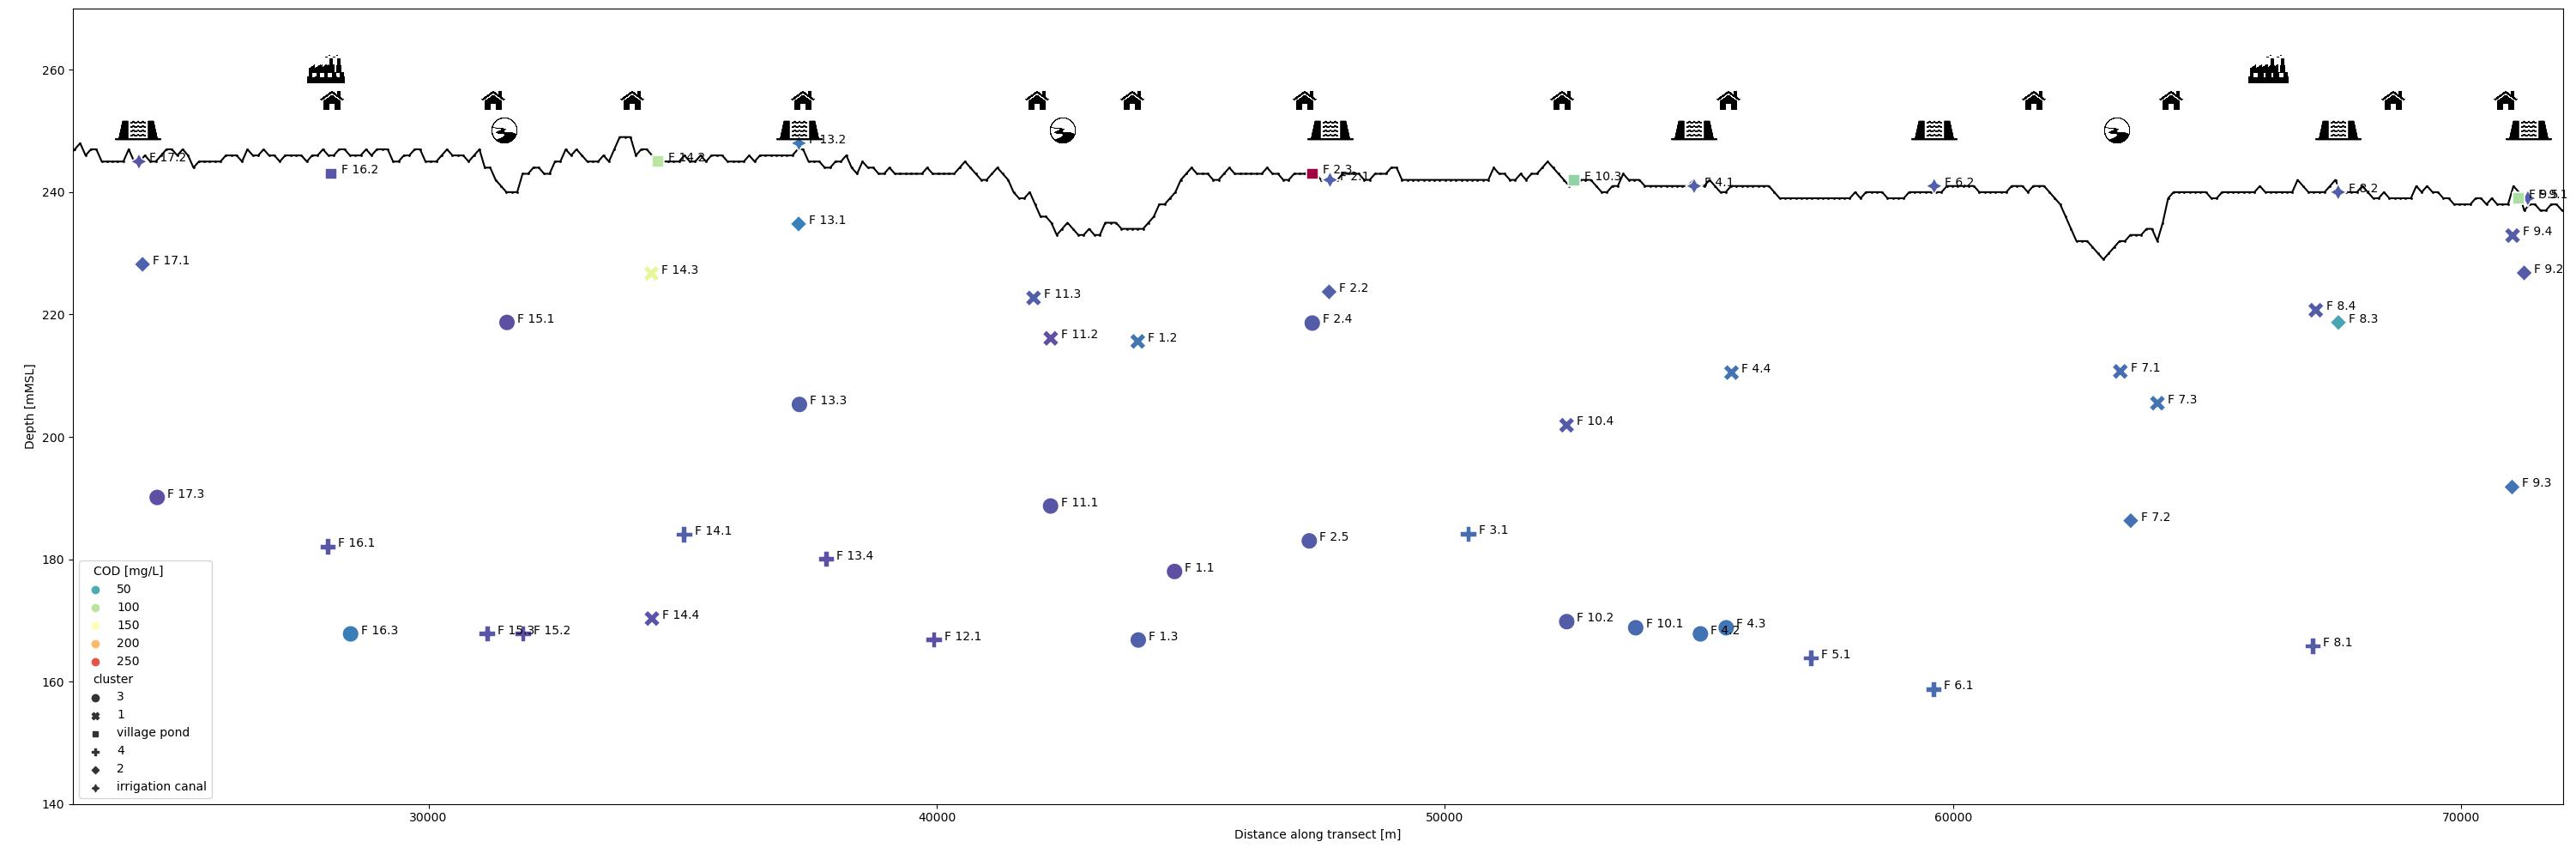 260
240
220
200
180
160
140
Depth [mMSL]
F 13.2
F 17.2
F 14.2
F 16.2
F 2.3
F 2.1
F 10.3
F 4.1
F 6.2
F 8.2
F 9.1
F 13.1
F 9.4
F 17.1
F 14.3
F 9.2
F 2.2
F 11.3
F 8.4
F 15.1
F 2.4
F 8.3
F 11.2
F 1.2
F 4.4
F 7.1
F 7.3
F 13.3
F 10.4
F 17.3
F 9.3
F 11.1
F 7.2
F 14.1
F 3.1
F 2.5
F 16.1
F 13.4
F 1.1
F 14.4
F 10.2
F 10.1
F 4.3
F 4.2
F 16.3
F 15.3
F 15.2
F 12.1
F 1.3
F 8.1
F 5.1
F 6.1
COD [mg/L]
50
100
150
200
250
cluster
3
1
village pond
4
2
irrigation canal
30000
40000
50000
60000
70000
Distance along transect [m]